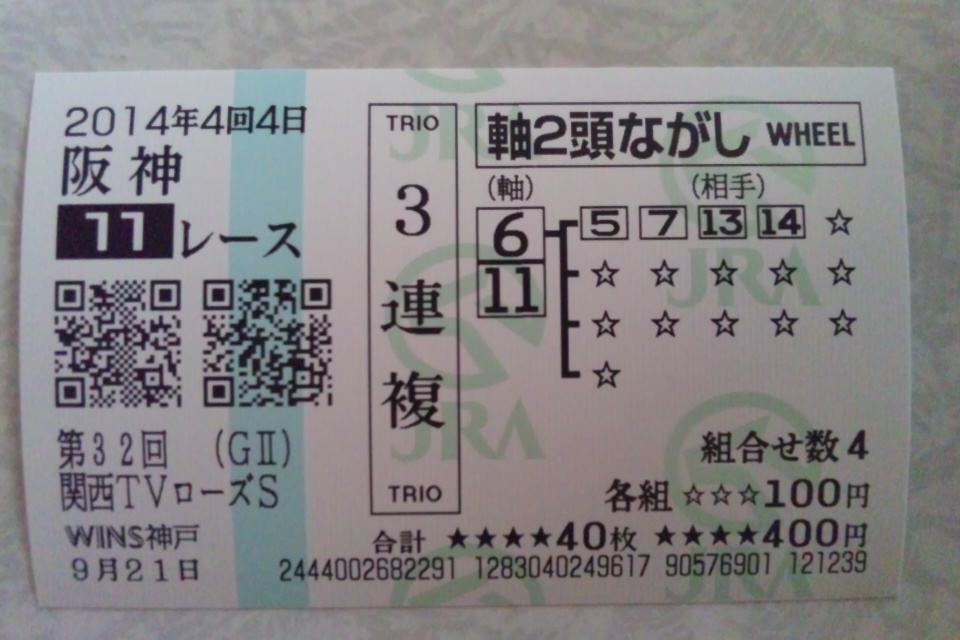 2014年4回4日
阪神
11レース
第32回 (GⅡ)
関西TVローズS
WINS神戸
9月21日
TRIO
3連複
TRIO
軸2頭ながし WHEEL
(軸) (相手)
6 5 7 13 14 ☆
11 ☆ ☆ ☆ ☆ ☆
☆ ☆ ☆ ☆ ☆
☆
組合せ数4
各組 ☆☆☆100円
合計 ★★★★40枚 ★★★★400円
2444002682291 1283040249617 90576901 121239
JRA
JRA
JRA
JRA